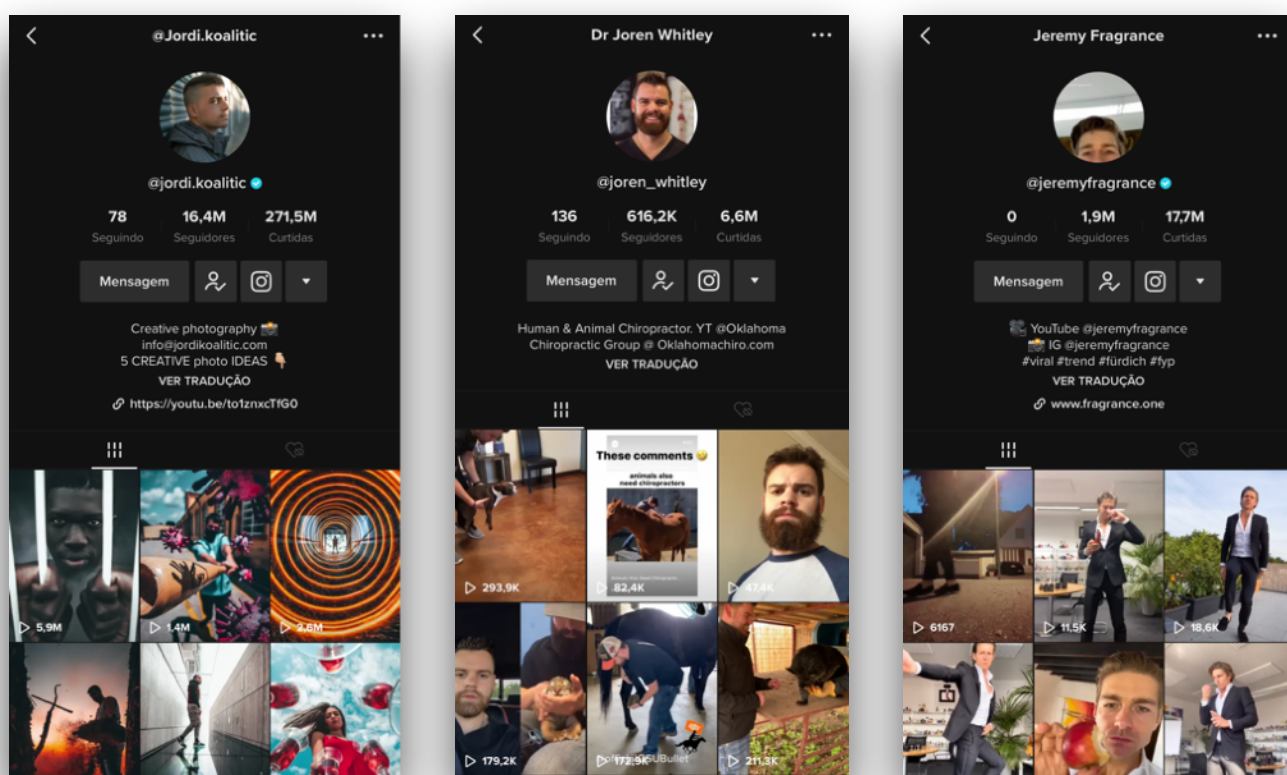 @Jordi.koalitic
@jordi.koalitic
78 16,4M 271,5M
Seguindo Seguidores Curtidas
Mensagem
Creative photography 📸
info@jordikoalitic.com
5 CREATIVE photo IDEAS 👇🏼
VER TRADUÇÃO
https://youtu.be/to1znxcTfG0
5,9M 1,4M 2,6M
Dr Joren Whitley
@joren_whitley
136 616,2K 6,6M
Seguindo Seguidores Curtidas
Mensagem
Human & Animal Chiropractor. YT @Oklahoma
Chiropractic Group @ Oklahomachiro.com
VER TRADUÇÃO
These comments 🤣
animals also
need chiropractors
293,9K 82,4K 47,4K
179,2K 172,9K 211,3K
Jeremy Fragrance
@jeremyfragrance
0 1,9M 17,7M
Seguindo Seguidores Curtidas
Mensagem
🎥 YouTube @jeremyfragrance
📸 IG @jeremyfragrance
#viral #trend #fürdich #fyp
VER TRADUÇÃO
www.fragrance.one
6167 11,5K 18,6K